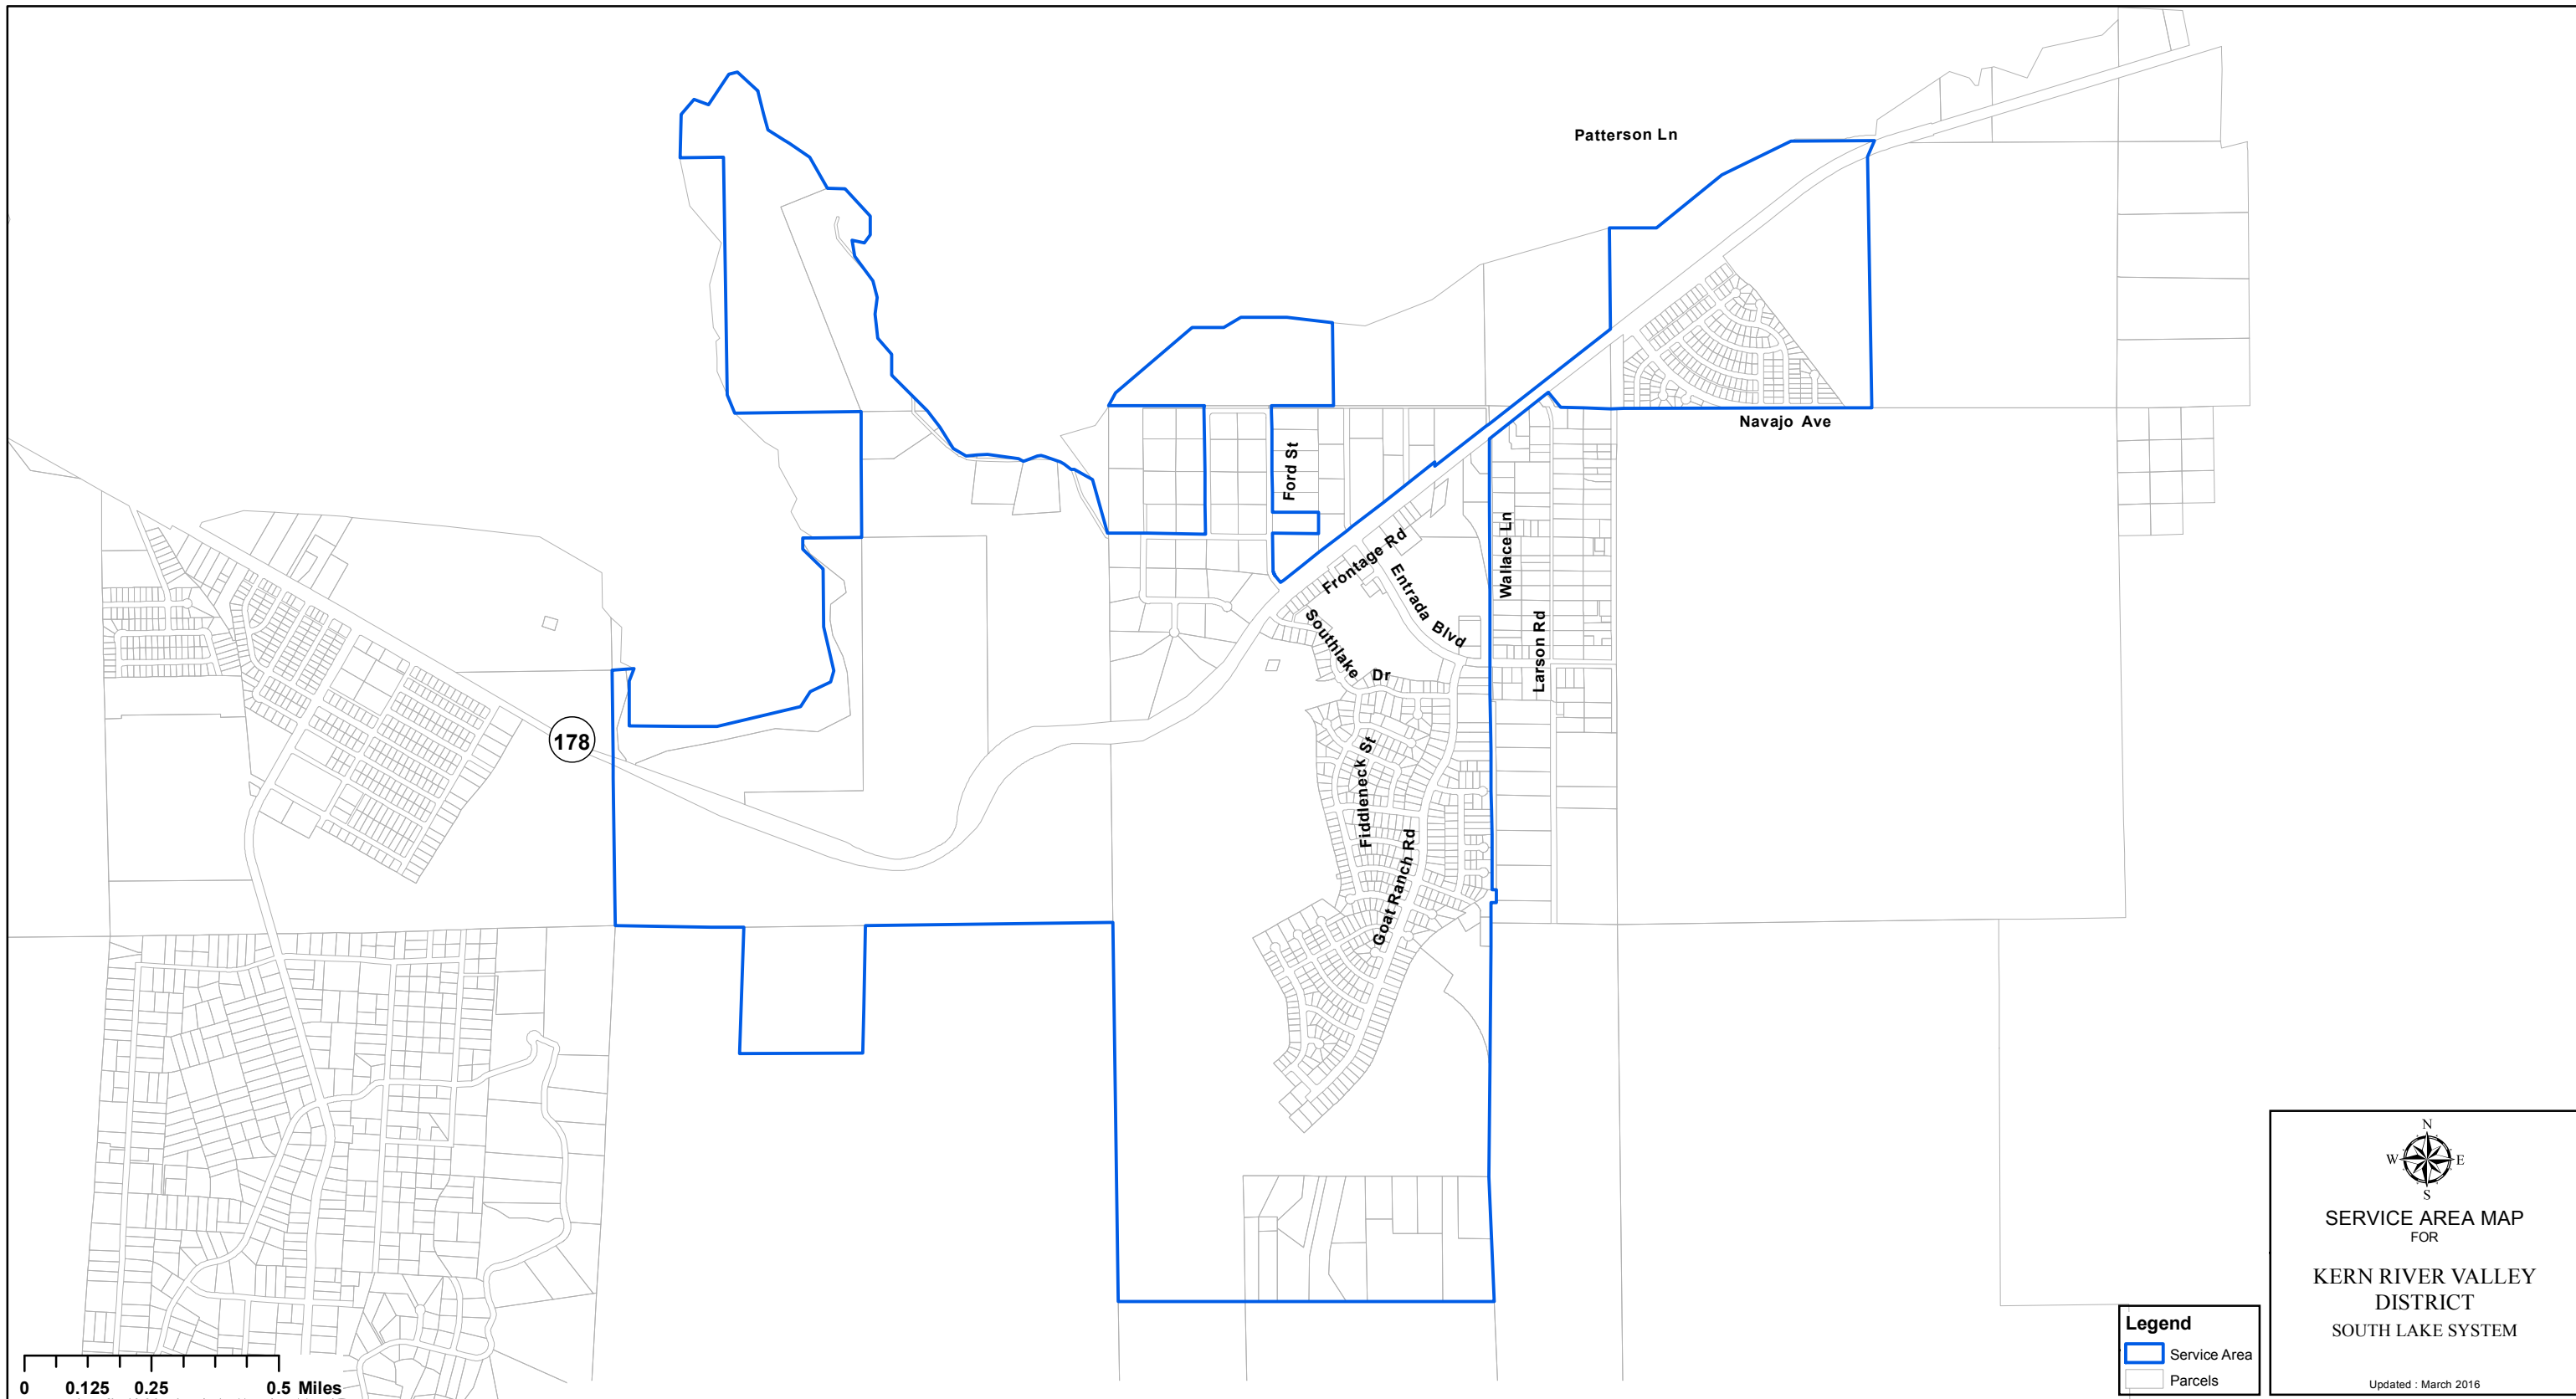 Patterson Ln
Navajo Ave
Ford St
Frontage Rd
Entrada Blvd
Wallace Ln
Southlake Dr
Larson Rd
178
Fiddleneck St
Goat Ranch Rd
N
W E
S
SERVICE AREA MAP
FOR
KERN RIVER VALLEY
DISTRICT
SOUTH LAKE SYSTEM
Updated : March 2016
Legend
Service Area
Parcels
0 0.125 0.25 0.5 Miles